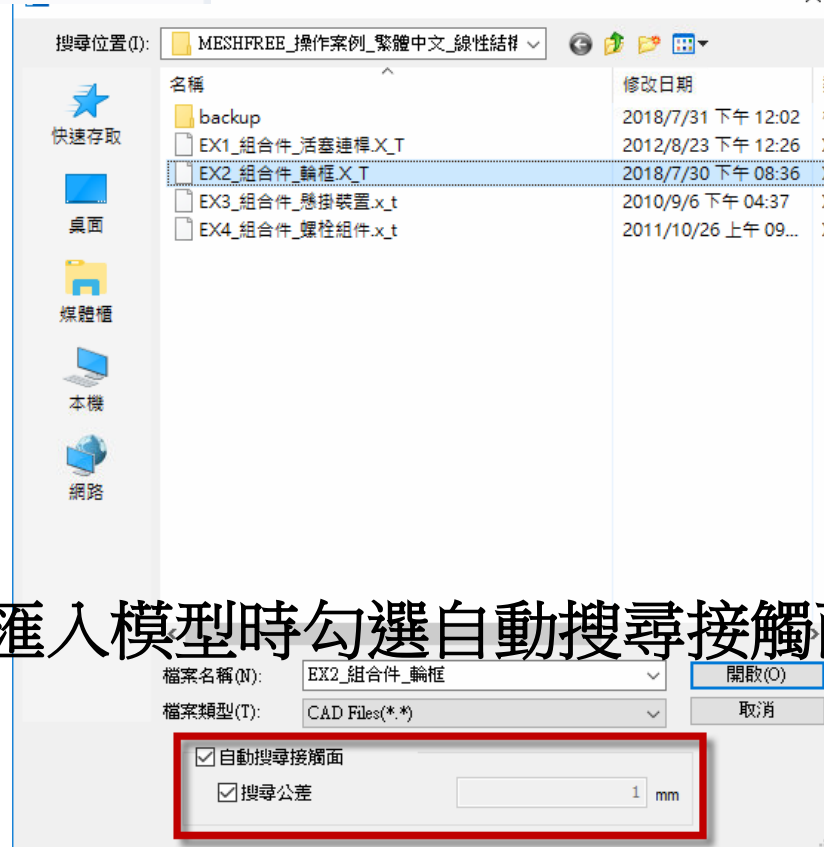 搜尋位置(I):
MESHFREE_操作案例_繁體中文_線性結構
名稱
修改日期
快速存取
backup
2018/7/31 下午 12:02
EX1_組合件_活塞連桿.X_T
2012/8/23 下午 12:26
EX2_組合件_輪框.X_T
2018/7/30 下午 08:36
EX3_組合件_懸掛裝置.x_t
2010/9/6 下午 04:37
EX4_組合件_螺栓組件.x_t
2011/10/26 上午 09...
桌面
媒體櫃
本機
網路
匯入模型時勾選自動搜尋接觸面
檔案名稱(N):
EX2_組合件_輪框
開啟(O)
檔案類型(T):
CAD Files(*.*)
取消
自動搜尋接觸面
搜尋公差
1 mm